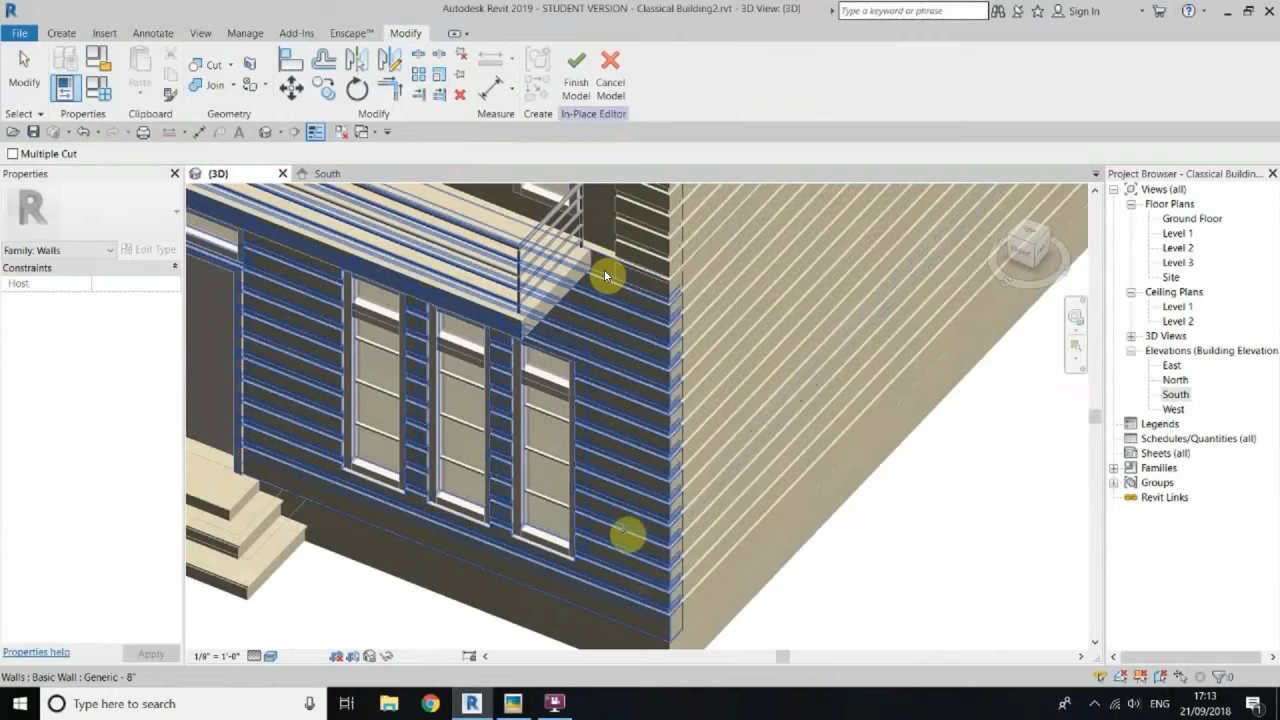 Autodesk Revit 2019 - STUDENT VERSION - Classical Building2.rvt - 3D View: {3D}
Type a keyword or phrase
Sign In
File Create Insert Annotate View Manage Add-Ins Enscape™ Modify
Cut
Join
Modify
Paste
Finish Model
Cancel Model
Select Properties Clipboard Geometry Modify Measure Create In-Place Editor
Multiple Cut
Properties
{3D}
South
Project Browser - Classical Buildin...
Family: Walls
Edit Type
Constraints
Host
Views (all)
Floor Plans
Ground Floor
Level 1
Level 2
Level 3
Site
Ceiling Plans
Level 1
Level 2
3D Views
Elevations (Building Elevation
East
North
South
West
Legends
Schedules/Quantities (all)
Sheets (all)
Families
Groups
Revit Links
Properties help
Apply
1/8" = 1'-0"
Walls : Basic Wall : Generic - 8"
:0
Type here to search
ENG
17:13
21/09/2018